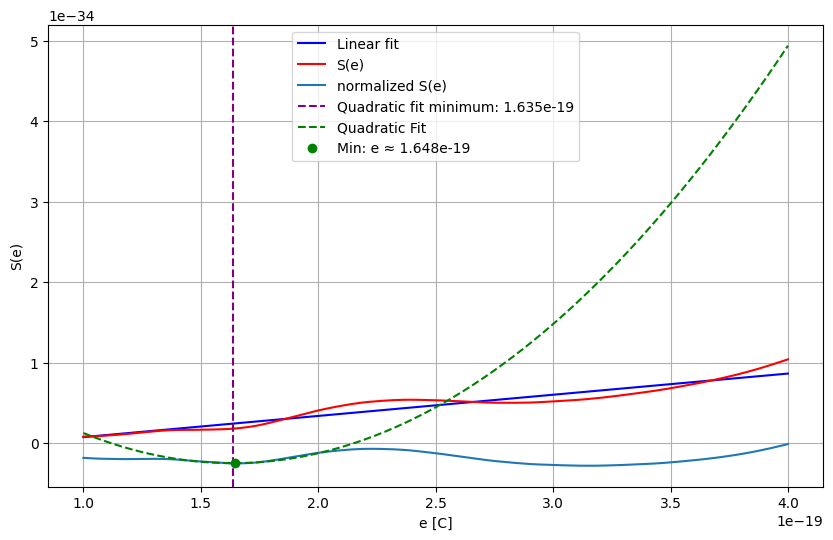 1e−34
Linear fit
S(e)
normalized S(e)
Quadratic fit minimum: 1.635e-19
Quadratic Fit
Min: e ≈ 1.648e-19
5
4
3
2
1
0
S(e)
1.0 1.5 2.0 2.5 3.0 3.5 4.0
1e−19
e [C]